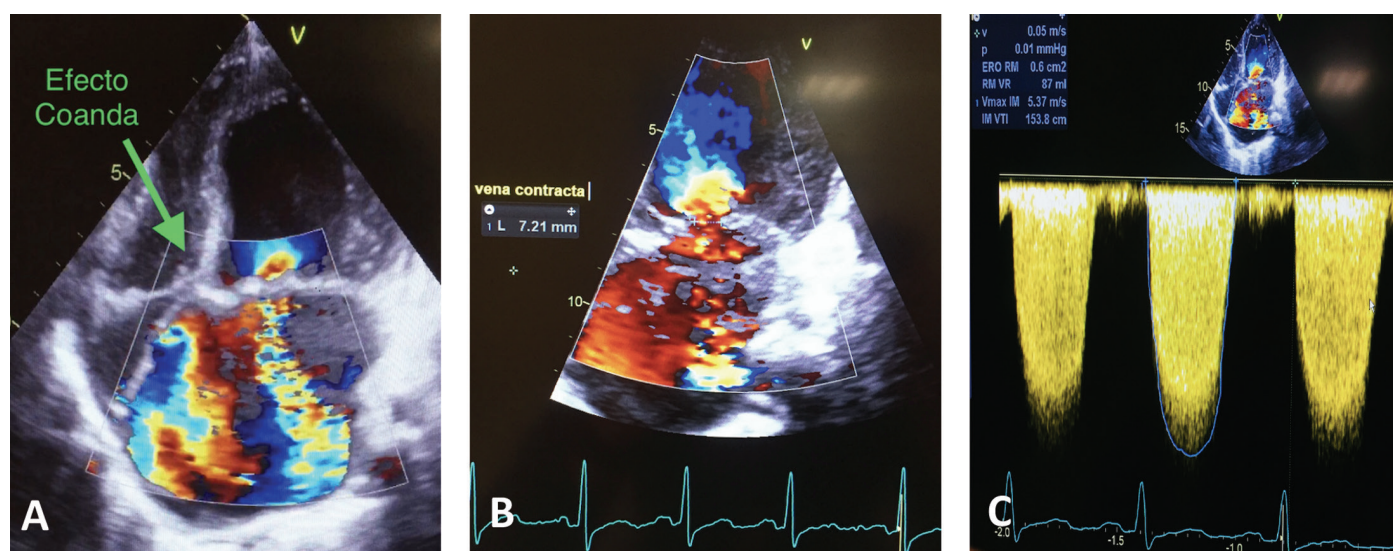 V
Efecto
Coanda
5
A
V
5
vena contracta
1 L 7.21 mm
10
B
V
v 0.05 m/s
p 0.01 mmHg
ERO RM 0.6 cm2
RM VR 87 ml
1 Vmax IM 5.37 m/s
IM VTI 153.8 cm
5
10
15
C
-2.0
-1.5
-1.0